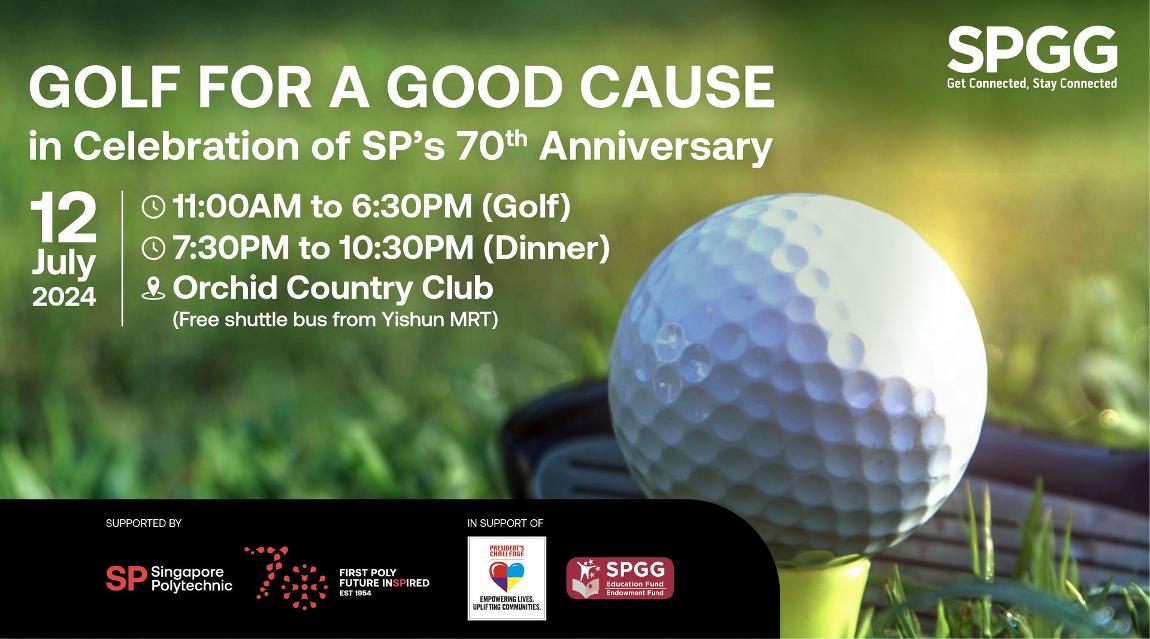 SPGG
Get Connected, Stay Connected
GOLF FOR A GOOD CAUSE
in Celebration of SP's 70th Anniversary
12
July
2024
11:00AM to 6:30PM (Golf)
7:30PM to 10:30PM (Dinner)
Orchid Country Club
(Free shuttle bus from Yishun MRT)
SUPPORTED BY
SP Singapore
Polytechnic
70
FIRST POLY
FUTURE INSPIRED
EST 1954
IN SUPPORT OF
PRESIDENT'S
CHALLENGE
EMPOWERING LIVES.
UPLIFTING COMMUNITIES.
SPGG
Education Fund
Endowment Fund